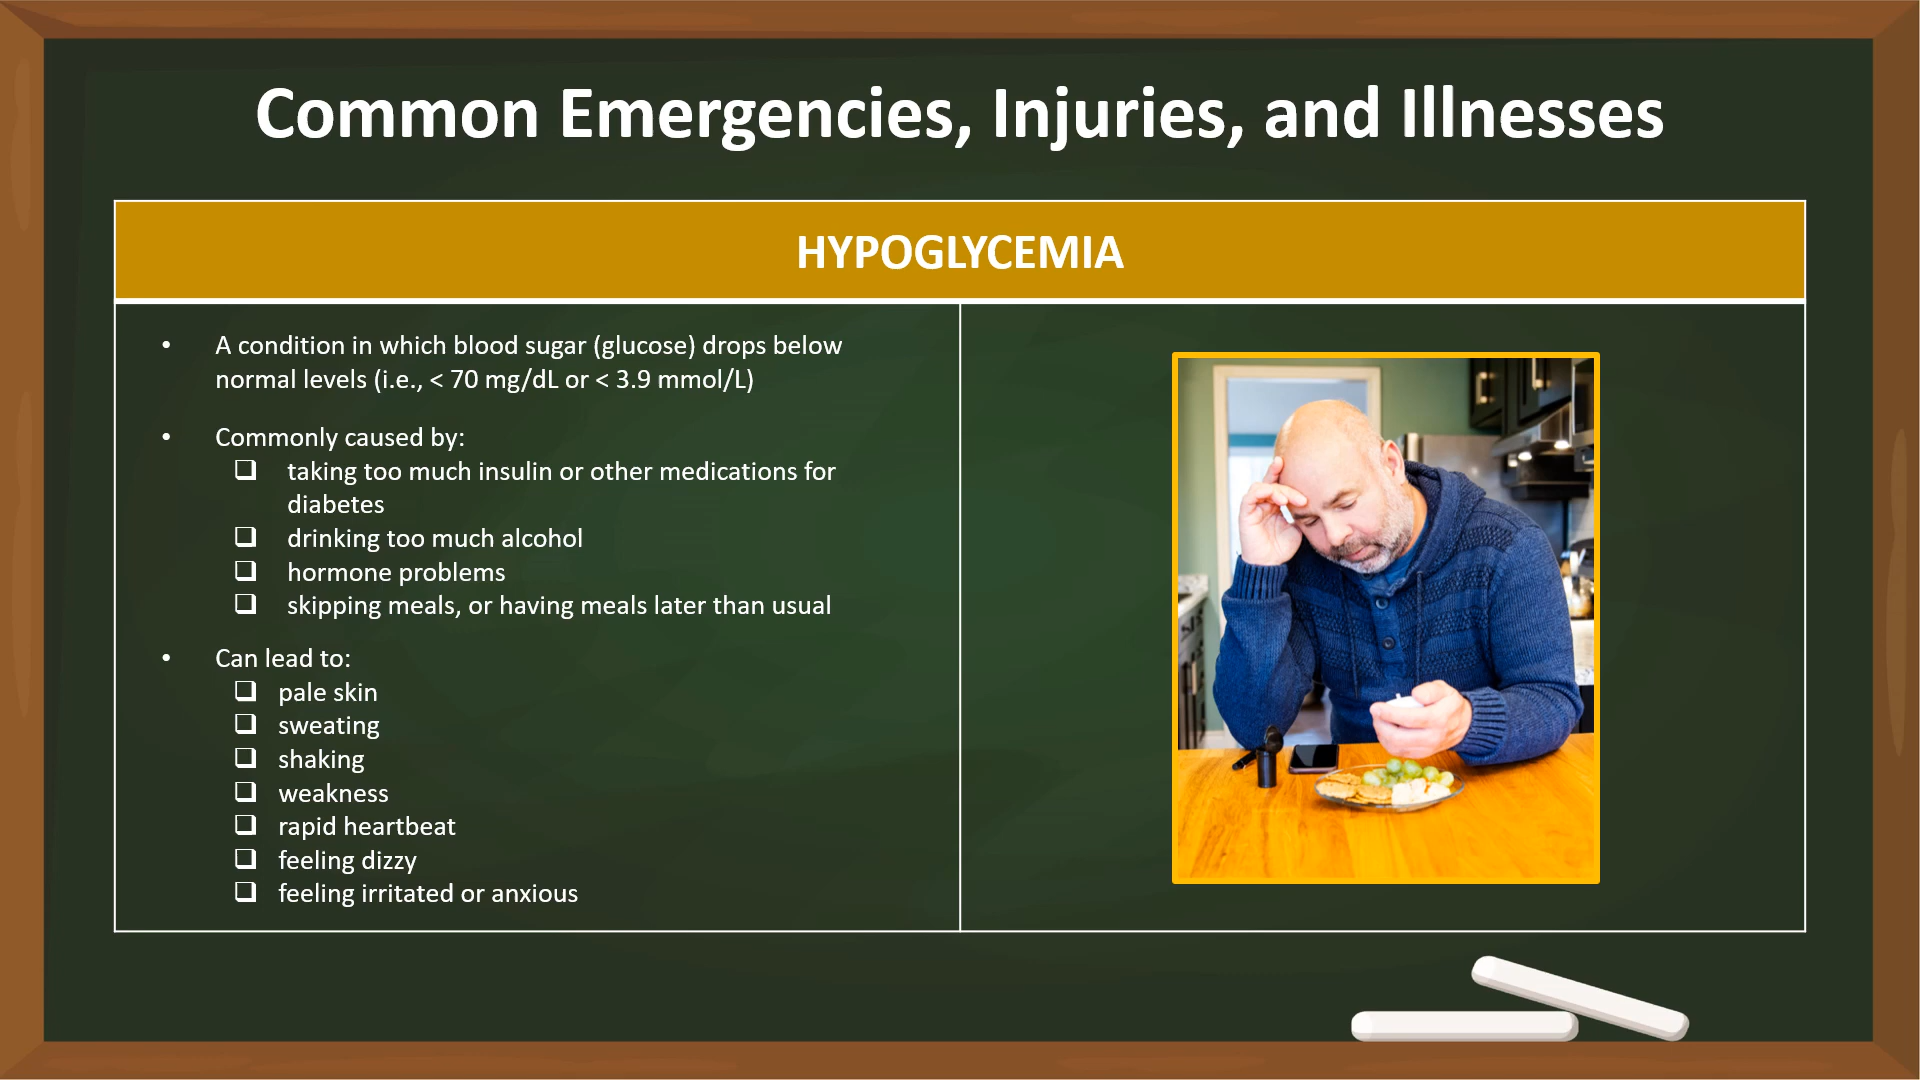 Common Emergencies, Injuries, and Illnesses
HYPOGLYCEMIA
• A condition in which blood sugar (glucose) drops below
normal levels (i.e., < 70 mg/dL or < 3.9 mmol/L)
• Commonly caused by:
❑ taking too much insulin or other medications for
diabetes
❑ drinking too much alcohol
❑ hormone problems
❑ skipping meals, or having meals later than usual
• Can lead to:
❑ pale skin
❑ sweating
❑ shaking
❑ weakness
❑ rapid heartbeat
❑ feeling dizzy
❑ feeling irritated or anxious